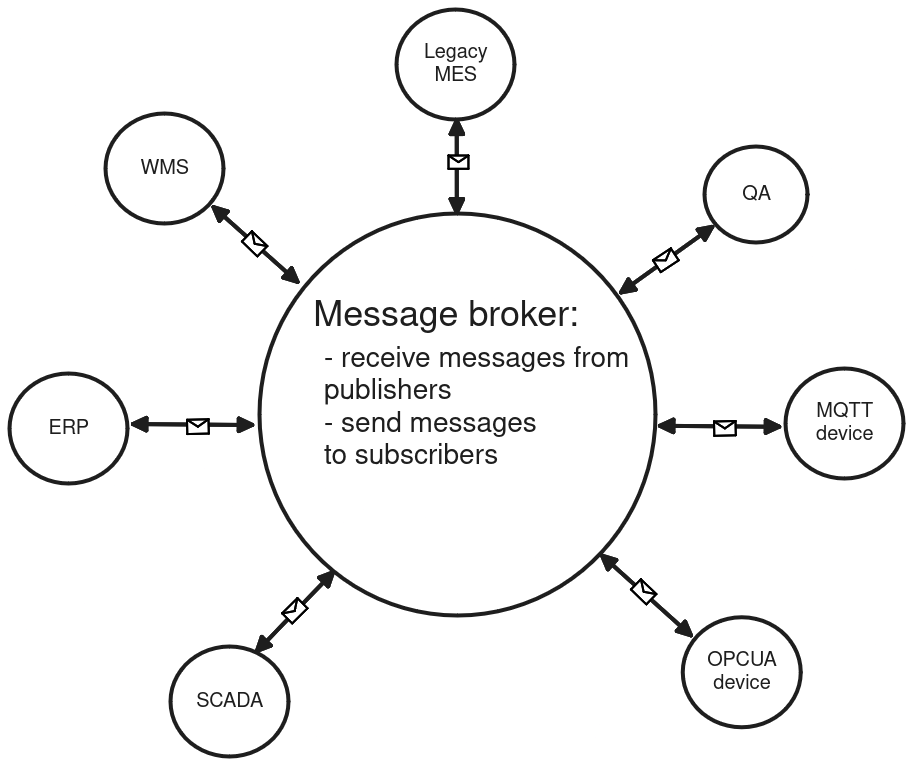 Legacy
MES
WMS
QA
Message broker:
- receive messages from
publishers
- send messages
to subscribers
ERP
MQTT
device
SCADA
OPCUA
device